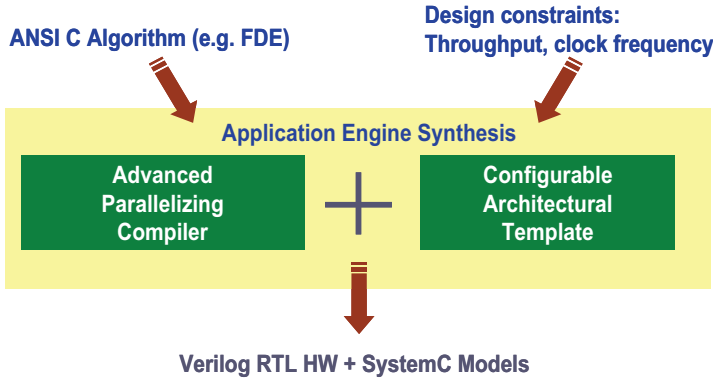 ANSI C Algorithm (e.g. FDE)
Design constraints:
Throughput, clock frequency
Application Engine Synthesis
Advanced
Parallelizing
Compiler
Configurable
Architectural
Template
Verilog RTL HW + SystemC Models